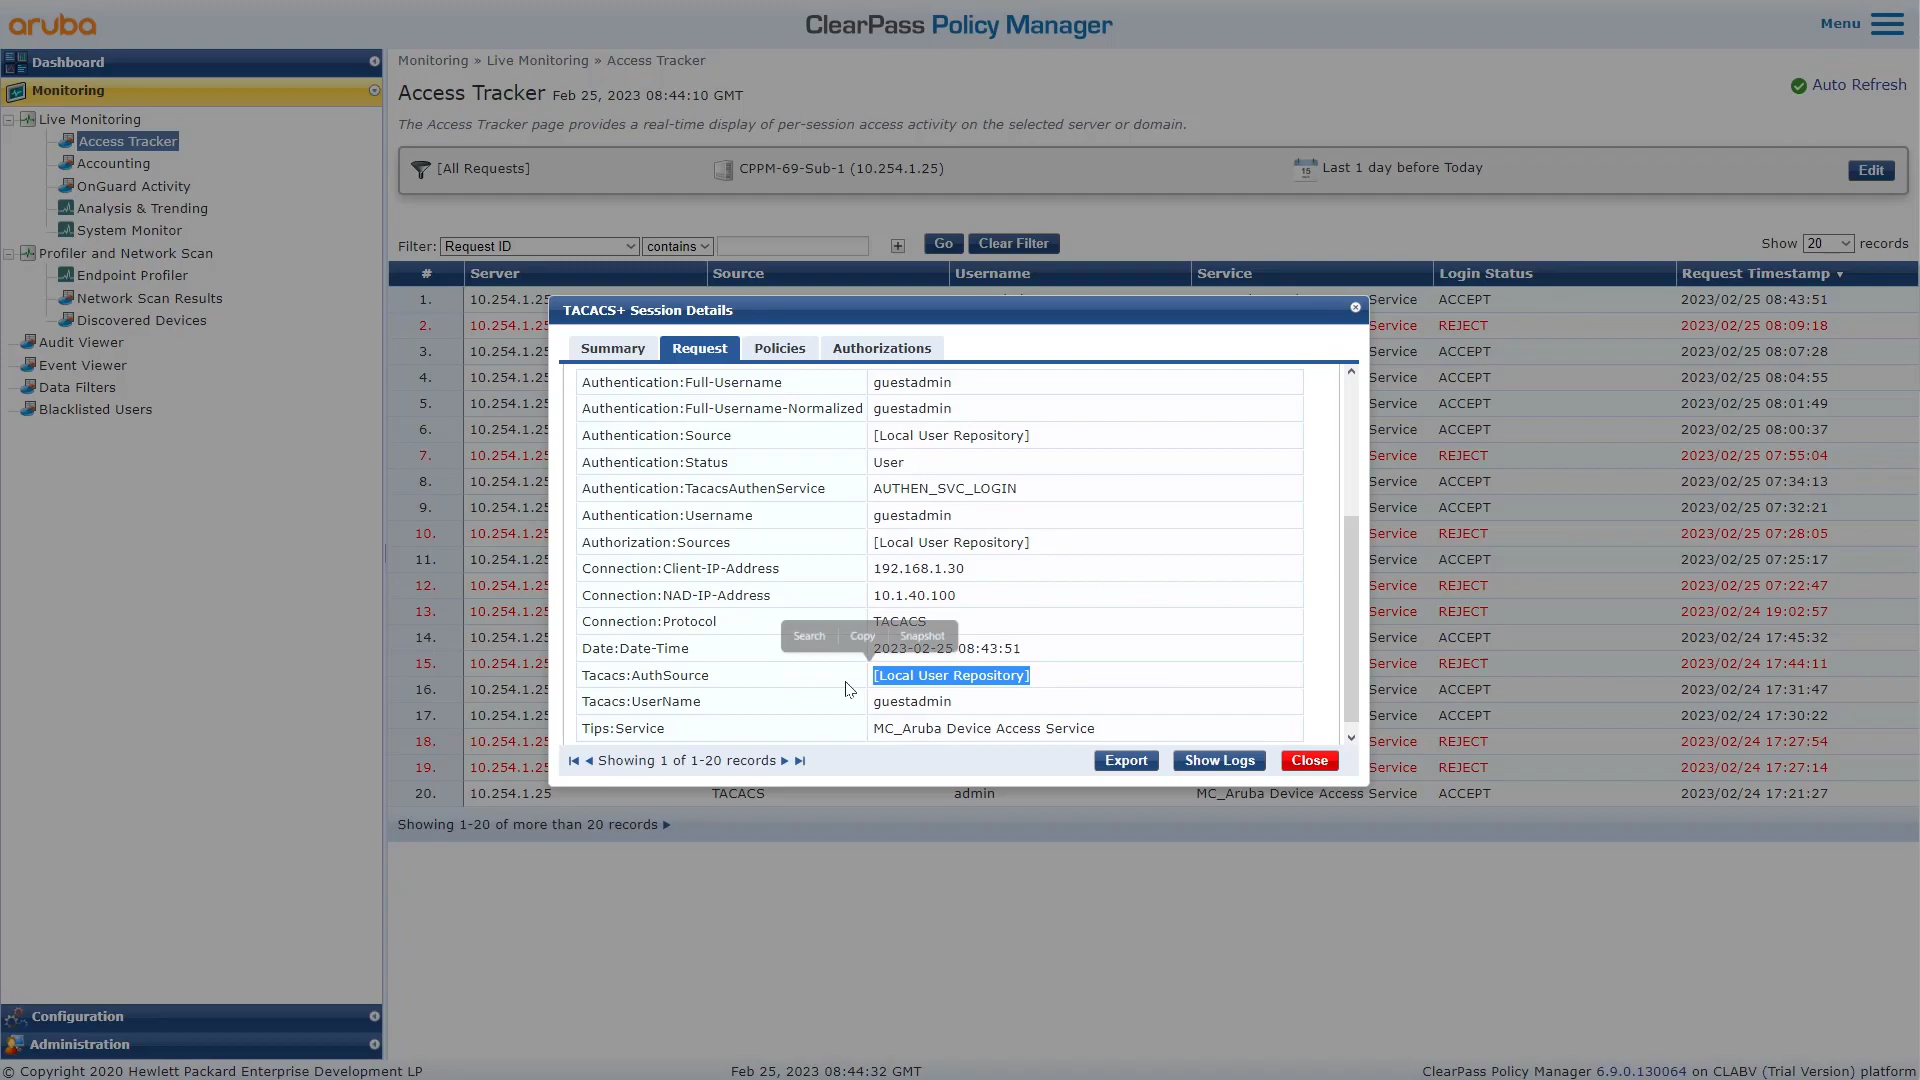 aruba
ClearPass Policy Manager
Menu
Dashboard
Monitoring
Live Monitoring
Access Tracker
Accounting
OnGuard Activity
Analysis & Trending
System Monitor
Profiler and Network Scan
Endpoint Profiler
Network Scan Results
Discovered Devices
Audit Viewer
Event Viewer
Data Filters
Blacklisted Users
Configuration
Administration
Monitoring » Live Monitoring » Access Tracker
Access Tracker Feb 25, 2023 08:44:10 GMT
Auto Refresh
The Access Tracker page provides a real-time display of per-session access activity on the selected server or domain.
[All Requests] CPPM-69-Sub-1 (10.254.1.25) 15 Last 1 day before Today Edit
Filter: Request ID contains + Go Clear Filter Show 20 records
# Server Source Username Service Login Status Request Timestamp
1. 10.254.1.25 Service ACCEPT 2023/02/25 08:43:51
2. 10.254.1.25 Service REJECT 2023/02/25 08:09:18
3. 10.254.1.25 Service ACCEPT 2023/02/25 08:07:28
4. 10.254.1.25 Service ACCEPT 2023/02/25 08:04:55
5. 10.254.1.25 Service ACCEPT 2023/02/25 08:01:49
6. 10.254.1.25 Service ACCEPT 2023/02/25 08:00:37
7. 10.254.1.25 Service REJECT 2023/02/25 07:55:04
8. 10.254.1.25 Service ACCEPT 2023/02/25 07:34:13
9. 10.254.1.25 Service ACCEPT 2023/02/25 07:32:21
10. 10.254.1.25 Service REJECT 2023/02/25 07:28:05
11. 10.254.1.25 Service ACCEPT 2023/02/25 07:25:17
12. 10.254.1.25 Service REJECT 2023/02/25 07:22:47
13. 10.254.1.25 Service REJECT 2023/02/24 19:02:57
14. 10.254.1.25 Service ACCEPT 2023/02/24 17:45:32
15. 10.254.1.25 Service REJECT 2023/02/24 17:44:11
16. 10.254.1.25 Service ACCEPT 2023/02/24 17:31:47
17. 10.254.1.25 Service ACCEPT 2023/02/24 17:30:22
18. 10.254.1.25 Service REJECT 2023/02/24 17:27:54
19. 10.254.1.25 Service REJECT 2023/02/24 17:27:14
20. 10.254.1.25 TACACS admin MC_Aruba Device Access Service ACCEPT 2023/02/24 17:21:27
Showing 1-20 of more than 20 records
TACACS+ Session Details
Summary Request Policies Authorizations
Authentication:Full-Username guestadmin
Authentication:Full-Username-Normalized guestadmin
Authentication:Source [Local User Repository]
Authentication:Status User
Authentication:TacacsAuthenService AUTHEN_SVC_LOGIN
Authentication:Username guestadmin
Authorization:Sources [Local User Repository]
Connection:Client-IP-Address 192.168.1.30
Connection:NAD-IP-Address 10.1.40.100
Connection:Protocol TACACS
Search Copy Snapshot
Date:Date-Time 2023-02-25 08:43:51
Tacacs:AuthSource [Local User Repository]
Tacacs:UserName guestadmin
Tips:Service MC_Aruba Device Access Service
Showing 1 of 1-20 records Export Show Logs Close
© Copyright 2020 Hewlett Packard Enterprise Development LP Feb 25, 2023 08:44:32 GMT ClearPass Policy Manager 6.9.0.130064 on CLABV (Trial Version) platform